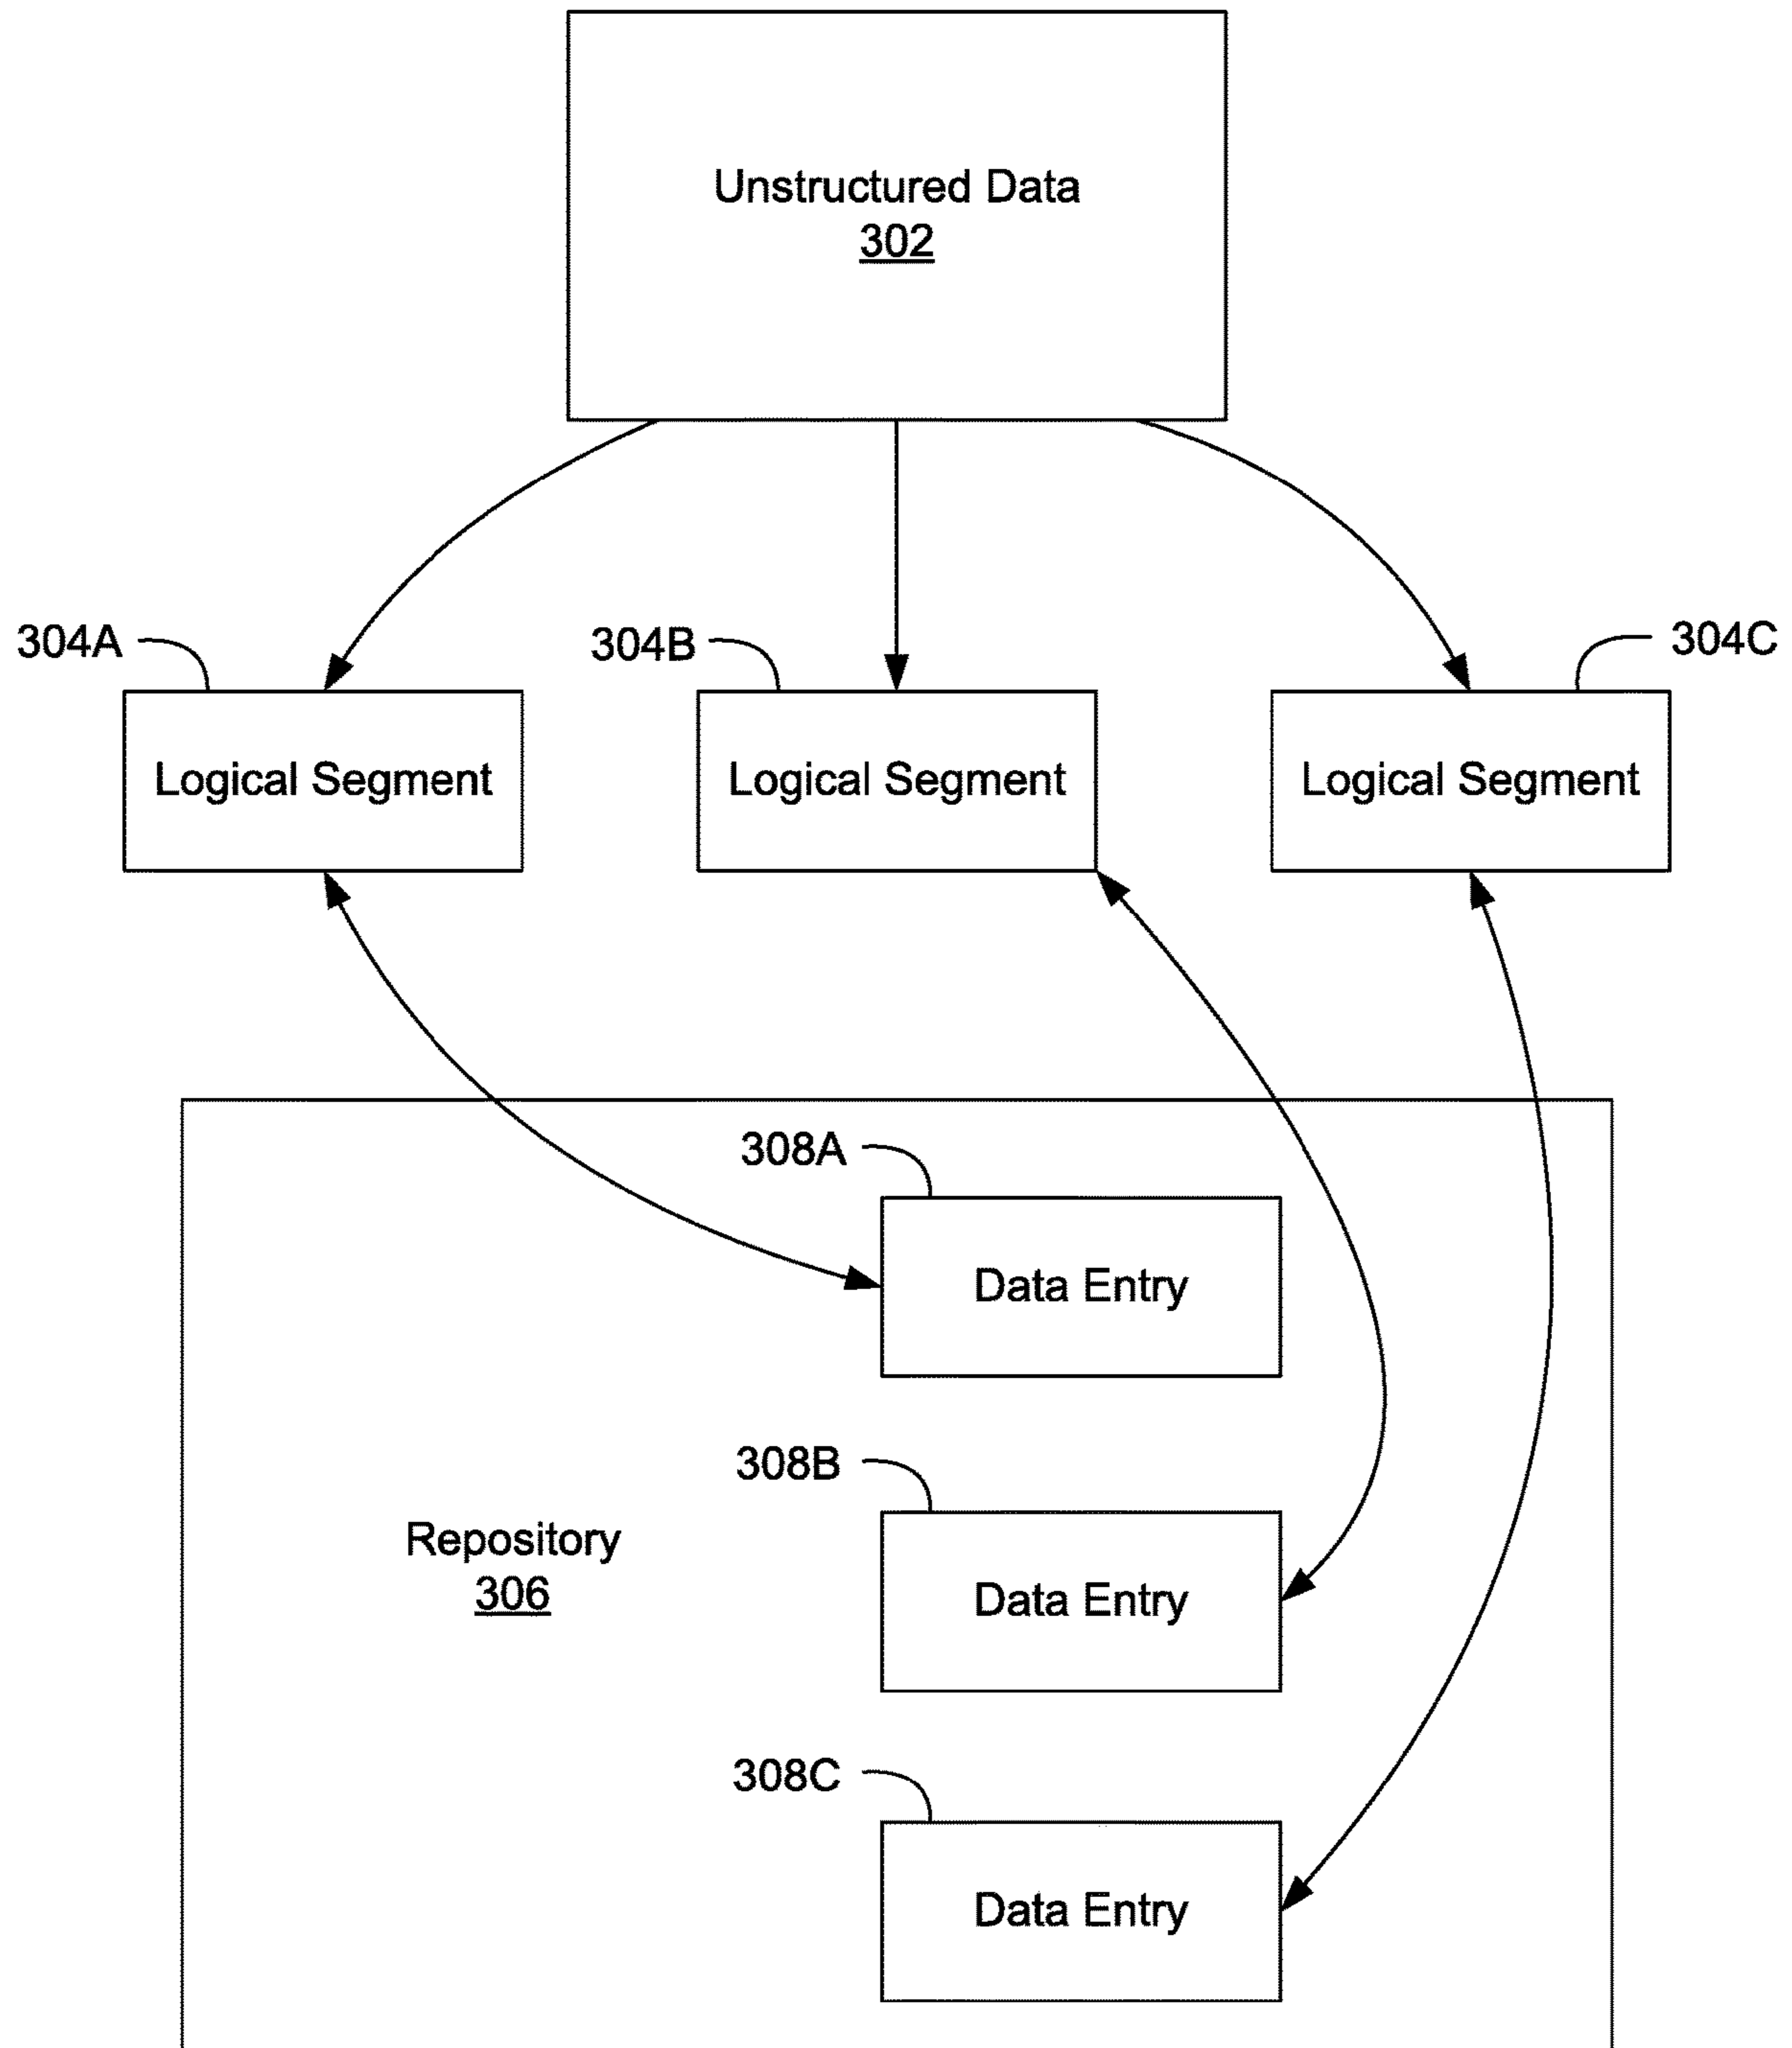 Unstructured Data
302
304A
304B
304C
Logical Segment
Logical Segment
Logical Segment
308A
Data Entry
308B
Repository
306
Data Entry
308C
Data Entry